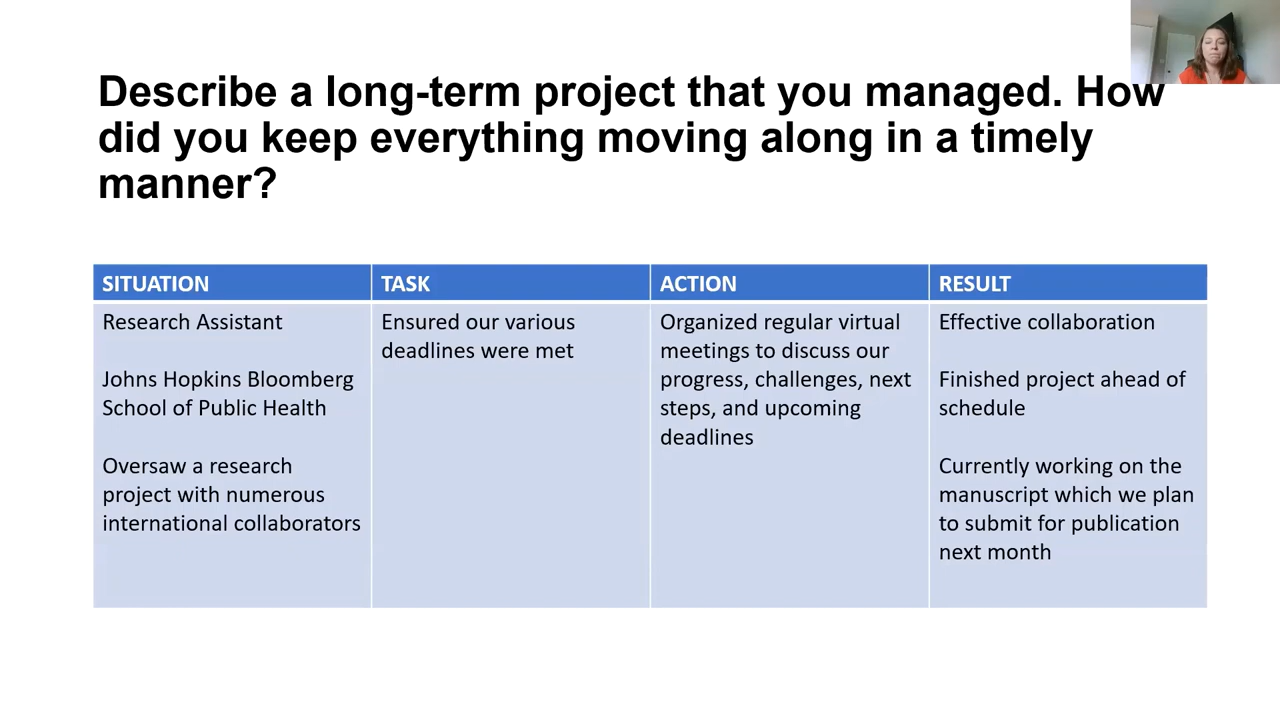 Describe a long-term project that you managed. How
did you keep everything moving along in a timely
manner?
SITUATION
Research Assistant
Johns Hopkins Bloomberg
School of Public Health
Oversaw a research
project with numerous
international collaborators
TASK
Ensured our various
deadlines were met
ACTION
Organized regular virtual
meetings to discuss our
progress, challenges, next
steps, and upcoming
deadlines
RESULT
Effective collaboration
Finished project ahead of
schedule
Currently working on the
manuscript which we plan
to submit for publication
next month